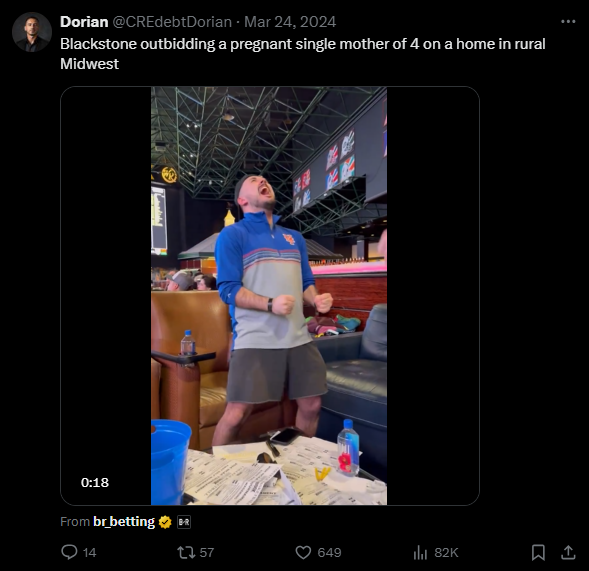 Dorian @CREdebtDorian · Mar 24, 2024
Blackstone outbidding a pregnant single mother of 4 on a home in rural
Midwest
0:18
From br_betting B/R
14 57 649 82K